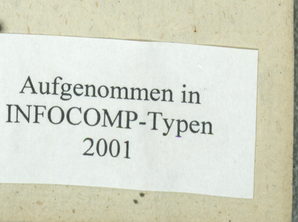 Aufgenommen in
INFOCOMP-Typen
2001